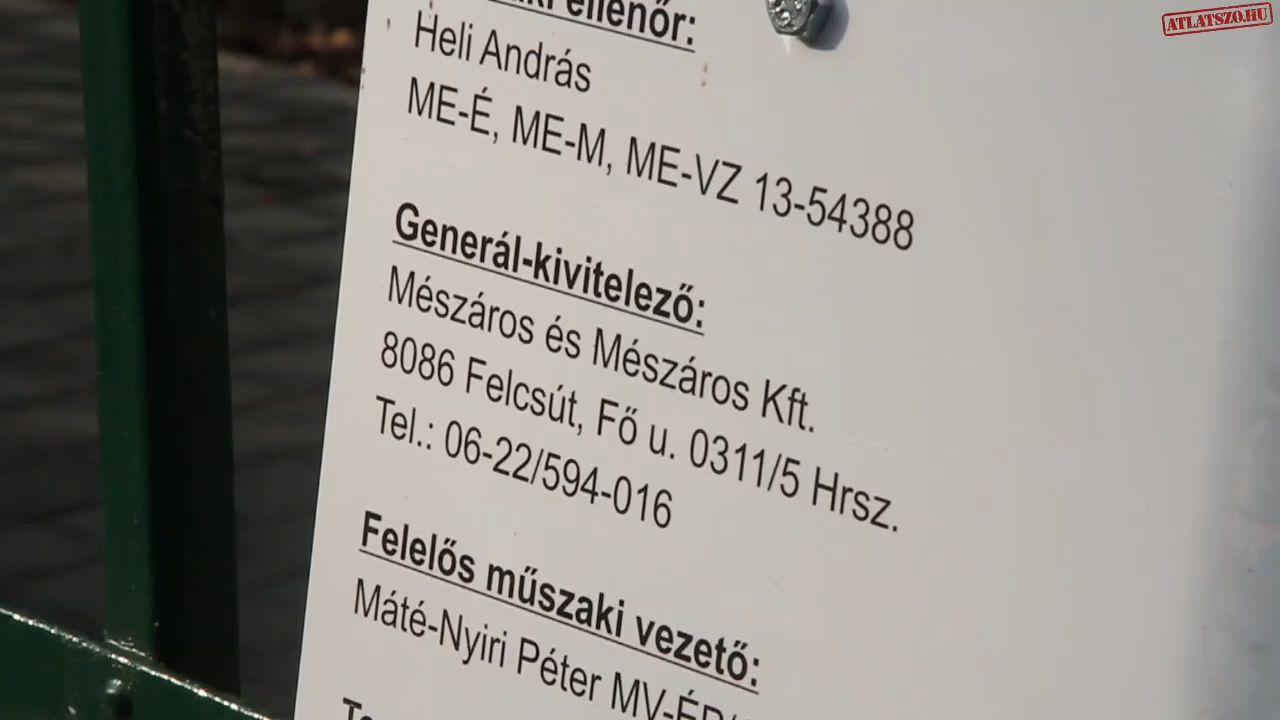 ATLATSZO.HU
ellenőr:
Heli András
ME-É, ME-M, ME-VZ 13-54388
Generál-kivitelező:
Mészáros és Mészáros Kft.
8086 Felcsút, Fő u. 0311/5 Hrsz.
Tel.: 06-22/594-016
Felelős műszaki vezető:
Máté-Nyiri Péter